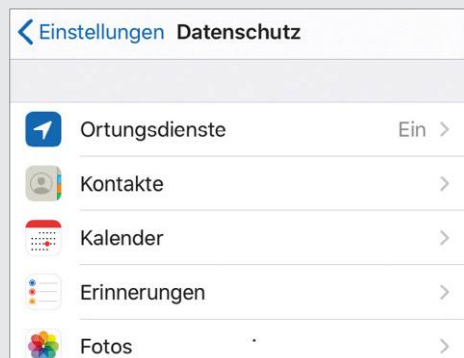 Einstellungen Datenschutz
Ortungsdienste Ein
Kontakte
Kalender
Erinnerungen
Fotos